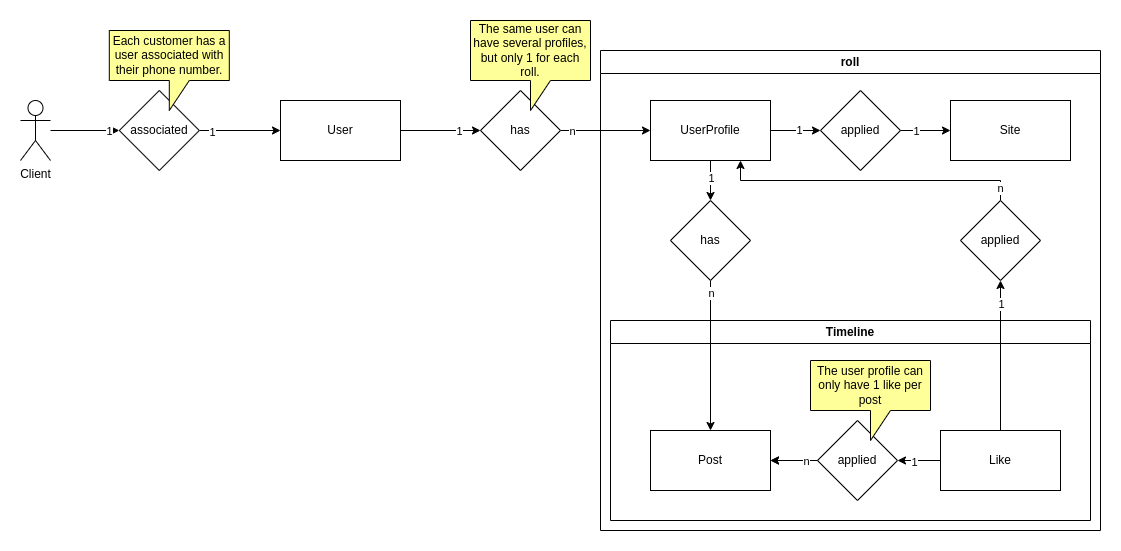 The same user can
have several profiles,
but only 1 for each
roll.
Each customer has a
user associated with
their phone number.
roll
Client
1
associated
1
User
1
has
n
UserProfile
1
applied
1
Site
1
n
has
applied
n
1
Timeline
The user profile can
only have 1 like per
post
Post
n
applied
1
Like